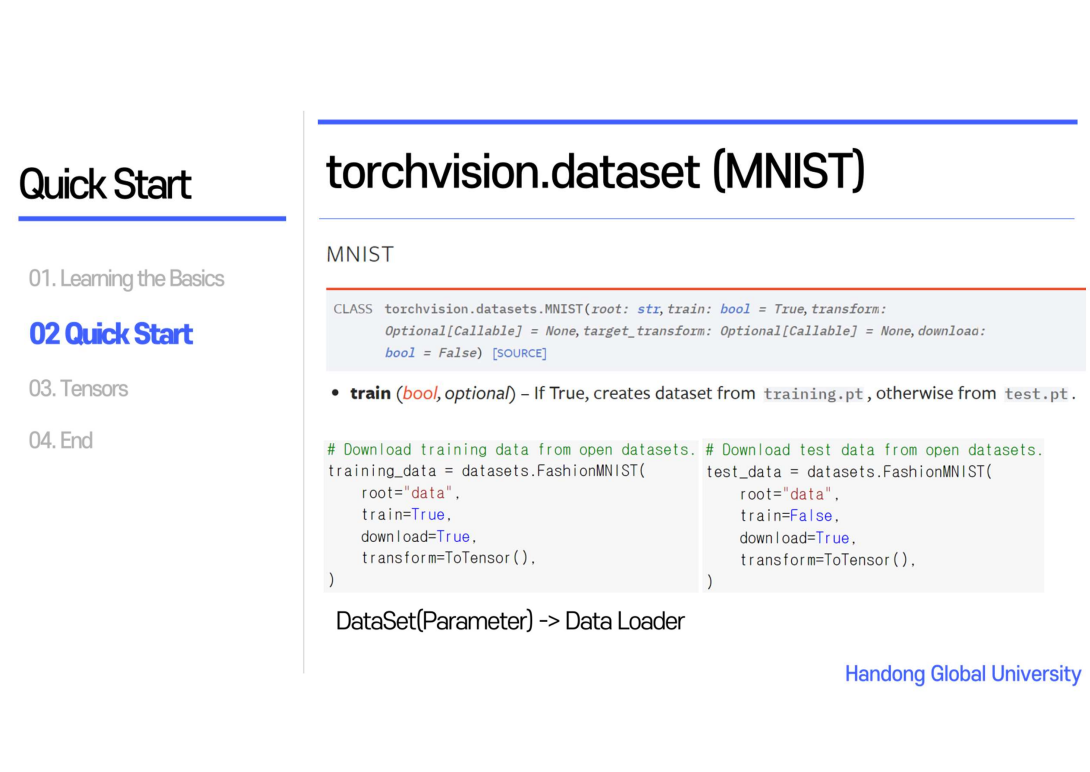 Quick Start
01. Learning the Basics
02 Quick Start
03. Tensors
04. End
torchvision.dataset (MNIST)
MNIST
CLASS torchvision.datasets.MNIST(root: str, train: bool = True, transform:
Optional[Callable] = None, target_transform: Optional[Callable] = None, download:
bool = False) [SOURCE]
• train (bool, optional) – If True, creates dataset from training.pt, otherwise from test.pt.
# Download training data from open datasets.
training_data = datasets.FashionMNIST(
root="data",
train=True,
download=True,
transform=ToTensor(),
)
# Download test data from open datasets.
test_data = datasets.FashionMNIST(
root="data",
train=False,
download=True,
transform=ToTensor(),
)
DataSet(Parameter) -> Data Loader
Handong Global University